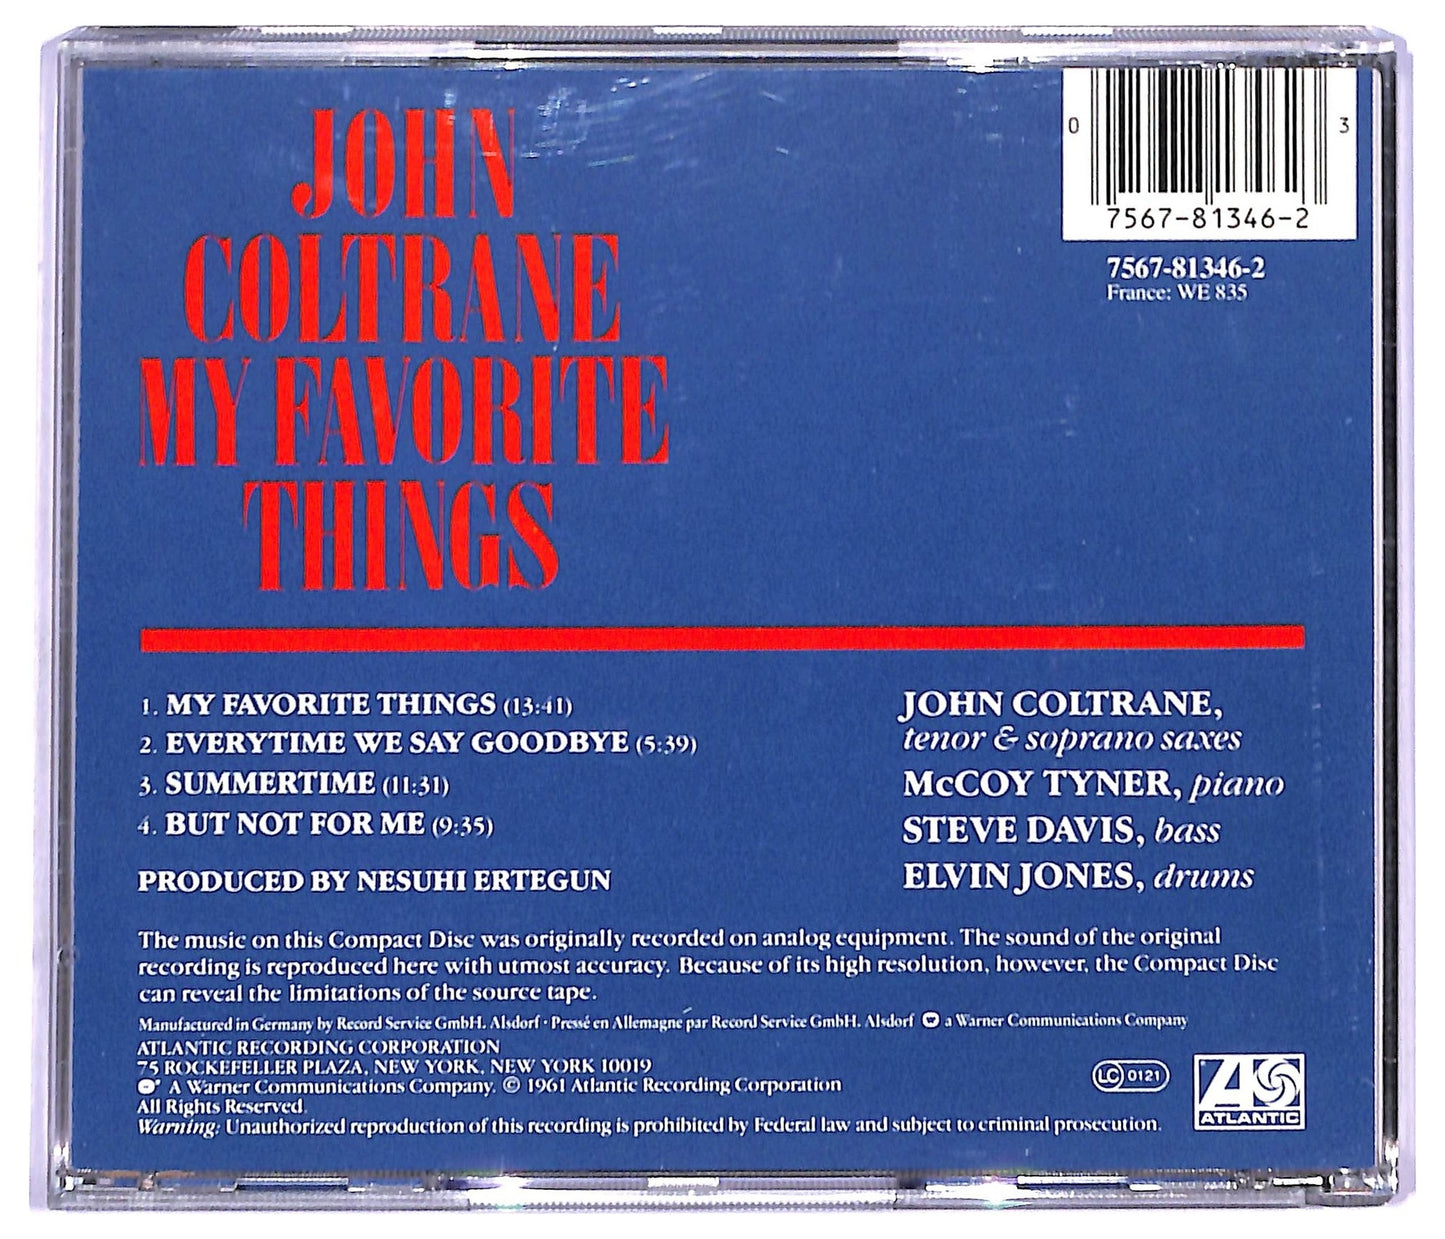 JOHN
COLTRANE
MY FAVORITE
THINGS
0 3
7567-81346-2
7567-81346-2
France: WE 835
1. MY FAVORITE THINGS (13:41)
2. EVERYTIME WE SAY GOODBYE (5:39)
3. SUMMERTIME (11:31)
4. BUT NOT FOR ME (9:35)
PRODUCED BY NESUHI ERTEGUN
JOHN COLTRANE,
tenor & soprano saxes
McCOY TYNER, piano
STEVE DAVIS, bass
ELVIN JONES, drums
The music on this Compact Disc was originally recorded on analog equipment. The sound of the original
recording is reproduced here with utmost accuracy. Because of its high resolution, however, the Compact Disc
can reveal the limitations of the source tape.
Manufactured in Germany by Record Service GmbH. Alsdorf · Pressé en Allemagne par Record Service GmbH. Alsdorf a Warner Communications Company
ATLANTIC RECORDING CORPORATION
75 ROCKEFELLER PLAZA, NEW YORK, NEW YORK 10019
A Warner Communications Company. © 1961 Atlantic Recording Corporation
All Rights Reserved.
Warning: Unauthorized reproduction of this recording is prohibited by Federal law and subject to criminal prosecution.
LC 0121
ATLANTIC